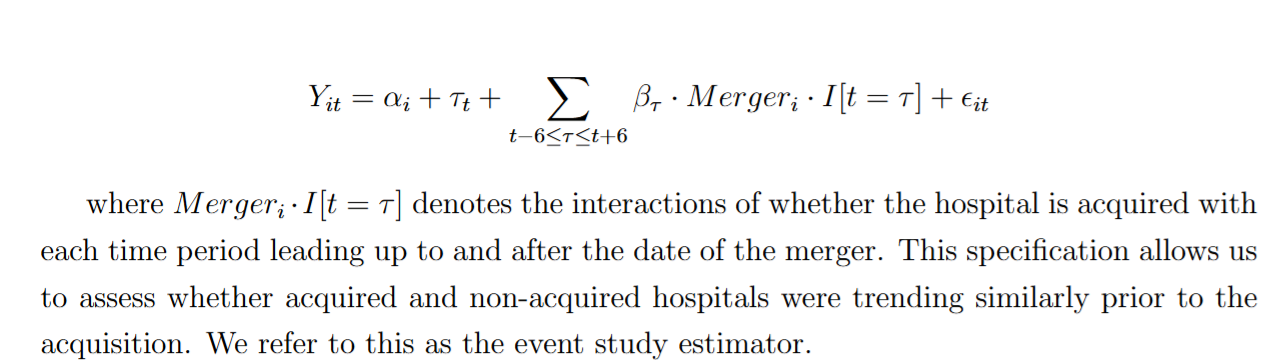 Y_{it} = α_i + τ_t + ∑_{t−6≤τ≤t+6} β_τ · Merger_i · I[t = τ] + ϵ_{it}
where Merger_i · I[t = τ] denotes the interactions of whether the hospital is acquired with
each time period leading up to and after the date of the merger. This specification allows us
to assess whether acquired and non-acquired hospitals were trending similarly prior to the
acquisition. We refer to this as the event study estimator.